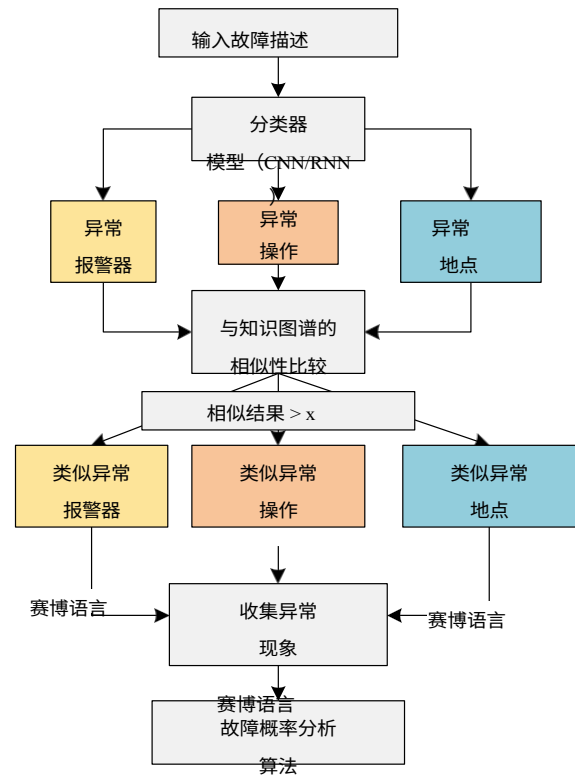 输入故障描述
分类器
模型（CNN/RNN
）
异常
报警器
异常
操作
异常
地点
与知识图谱的
相似性比较
相似结果 > x
类似异常
报警器
类似异常
操作
类似异常
地点
赛博语言
收集异常
现象
赛博语言
赛博语言
故障概率分析
算法